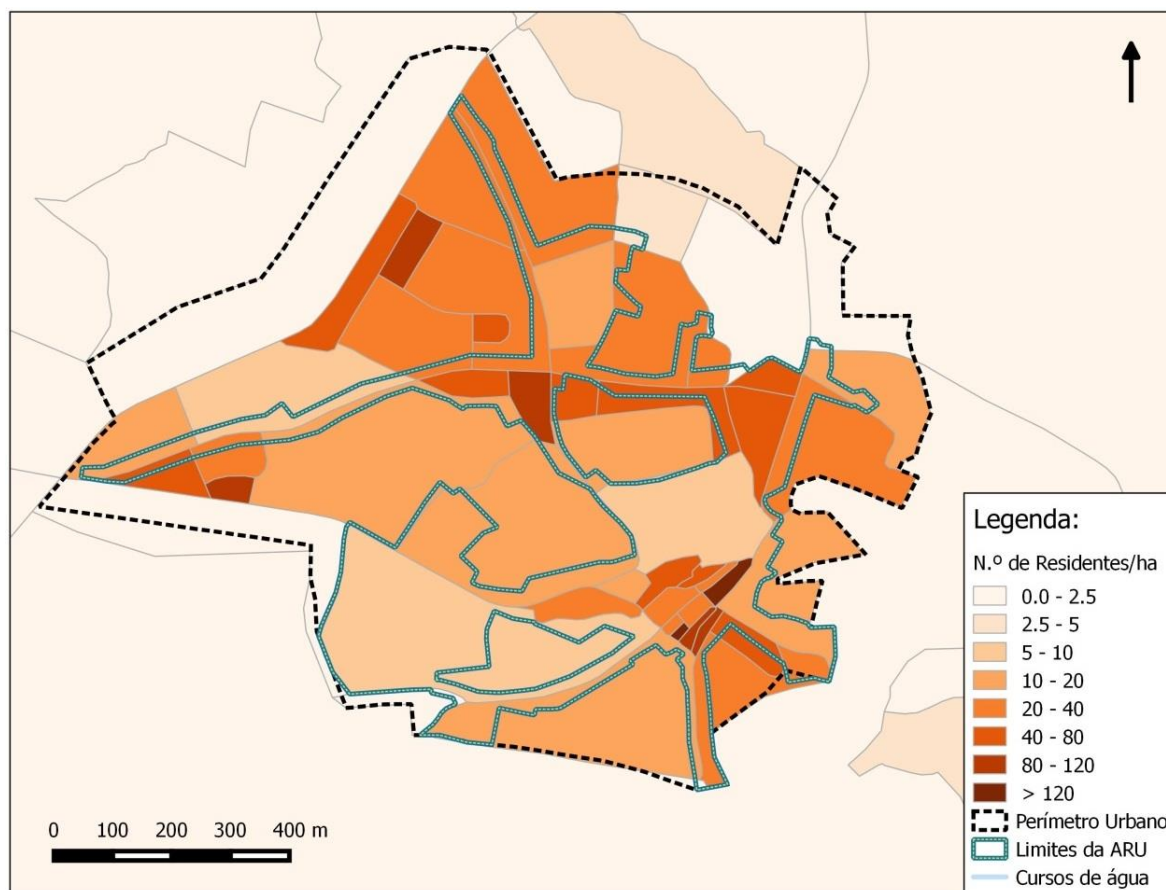 Legenda:
N.º de Residentes/ha
0.0 - 2.5
2.5 - 5
5 - 10
10 - 20
20 - 40
40 - 80
80 - 120
> 120
Perímetro Urbano
Limites da ARU
Cursos de água
0 100 200 300 400 m